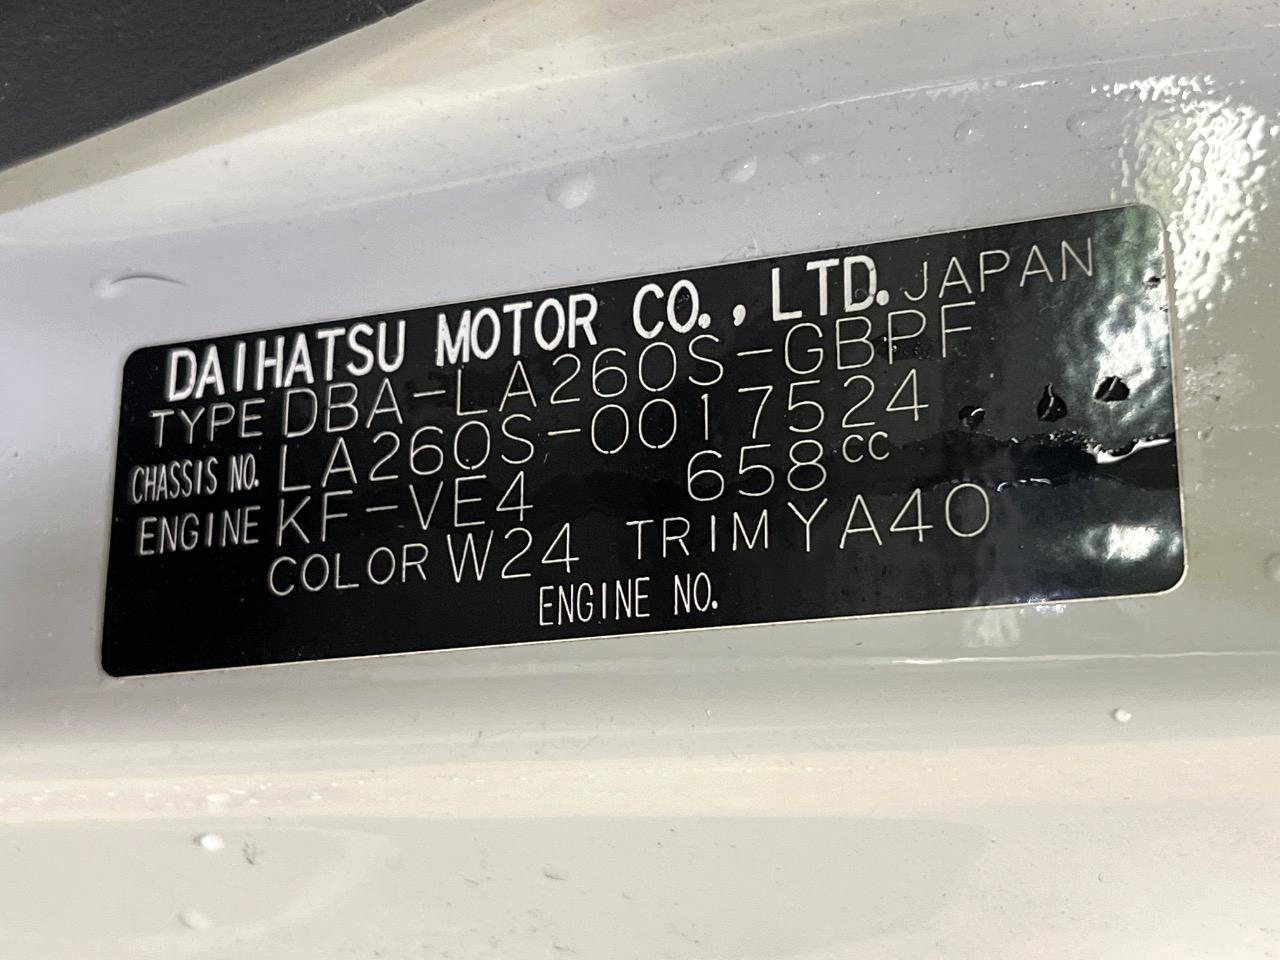 DAIHATSU MOTOR CO., LTD. JAPAN
TYPE DBA-LA260S-GBPF
CHASSIS NO. LA260S-0017524
ENGINE KF-VE4 658cc
COLOR W24 TRIM YA40
ENGINE NO.